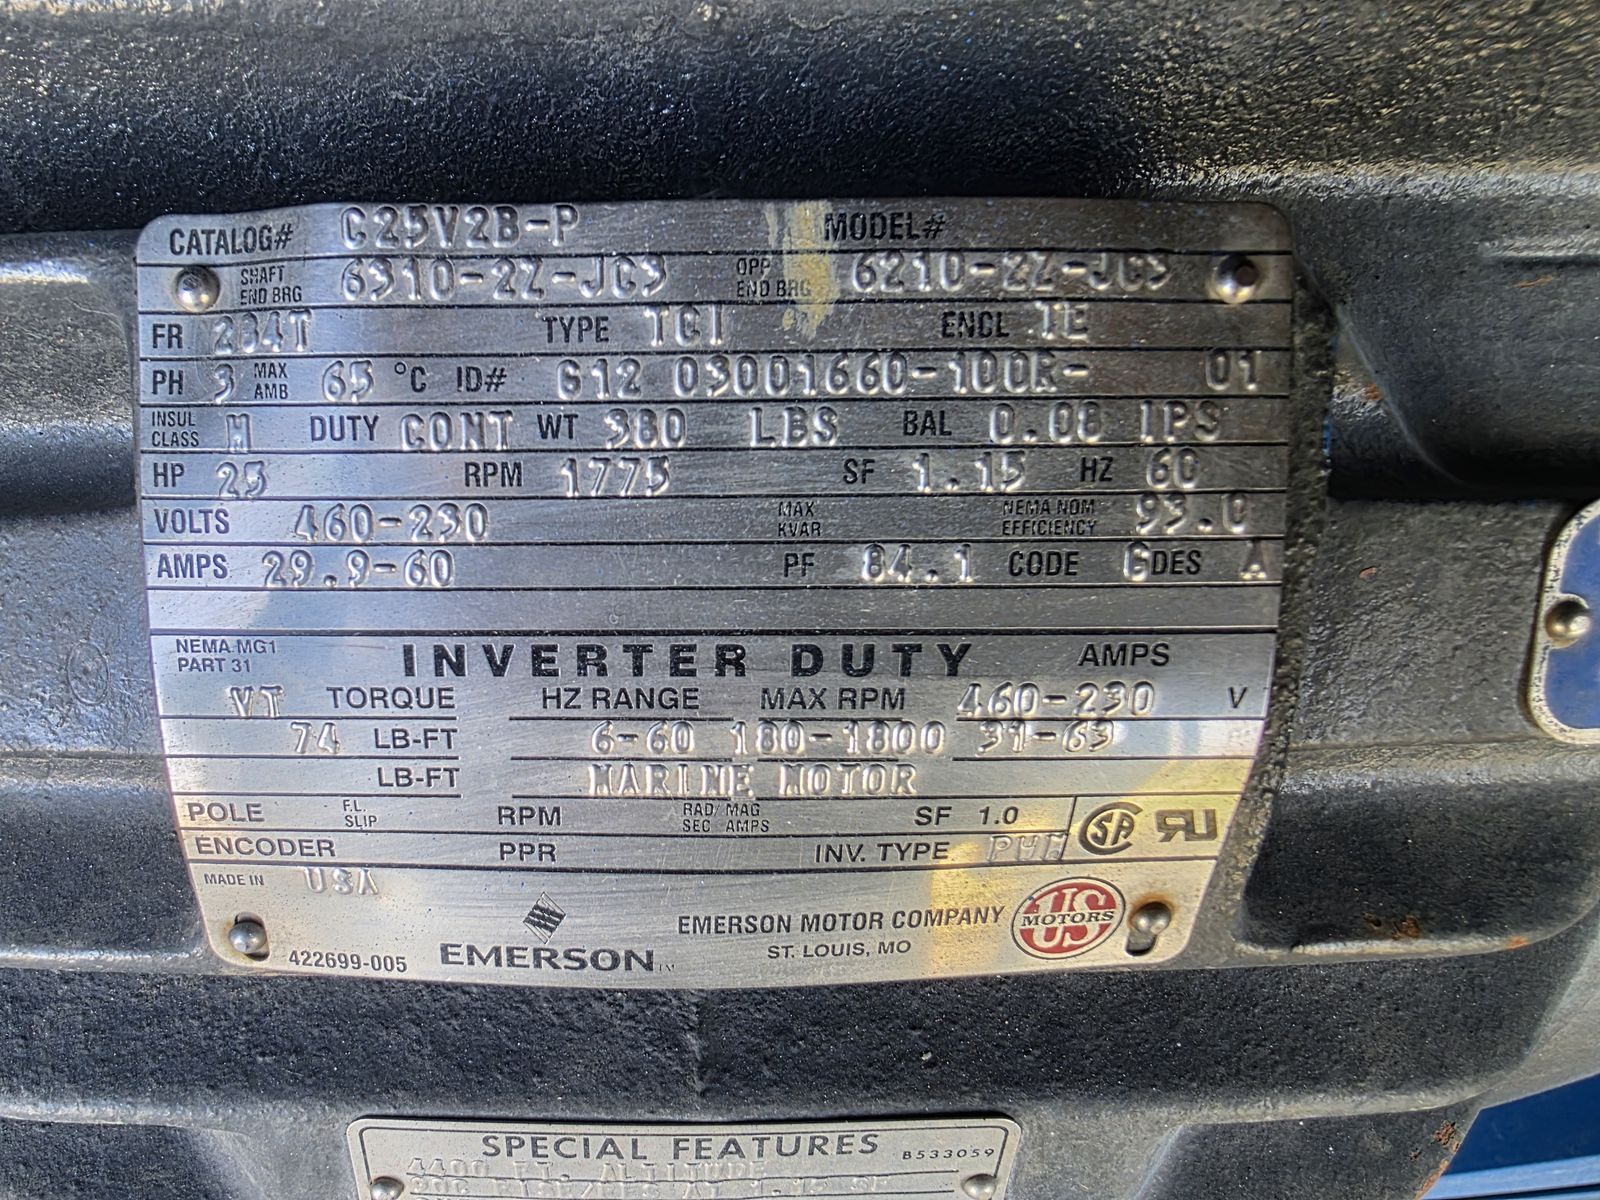 CATALOG# C25V2B-P MODEL#
SHAFT END BRG 6310-2Z-JC3 OPP END BRG 6210-2Z-JC3
FR 284T TYPE TCI ENCL TE
PH 3 MAX AMB 65 °C ID# G12 03001660-100R- 01
INSUL CLASS H DUTY CONT WT 380 LBS BAL 0.08 IPS
HP 25 RPM 1775 SF 1.15 HZ 60
VOLTS 460-230 MAX KVAR NEMA NOM EFFICIENCY 93.0
AMPS 29.9-60 PF 84.1 CODE G DES A
NEMA MG1 PART 31 INVERTER DUTY AMPS
VT TORQUE HZ RANGE MAX RPM 460-230 V
74 LB-FT 6-60 180-1800 31-63
LB-FT MARINE MOTOR
POLE F.L. SLIP RPM RAD/MAG SEC AMPS SF 1.0 SA RU
ENCODER PPR INV. TYPE PWM
MADE IN USA
422699-005 EMERSON EMERSON MOTOR COMPANY US MOTORS
ST. LOUIS, MO
SPECIAL FEATURES B533059
4400 FT. ALTITUDE